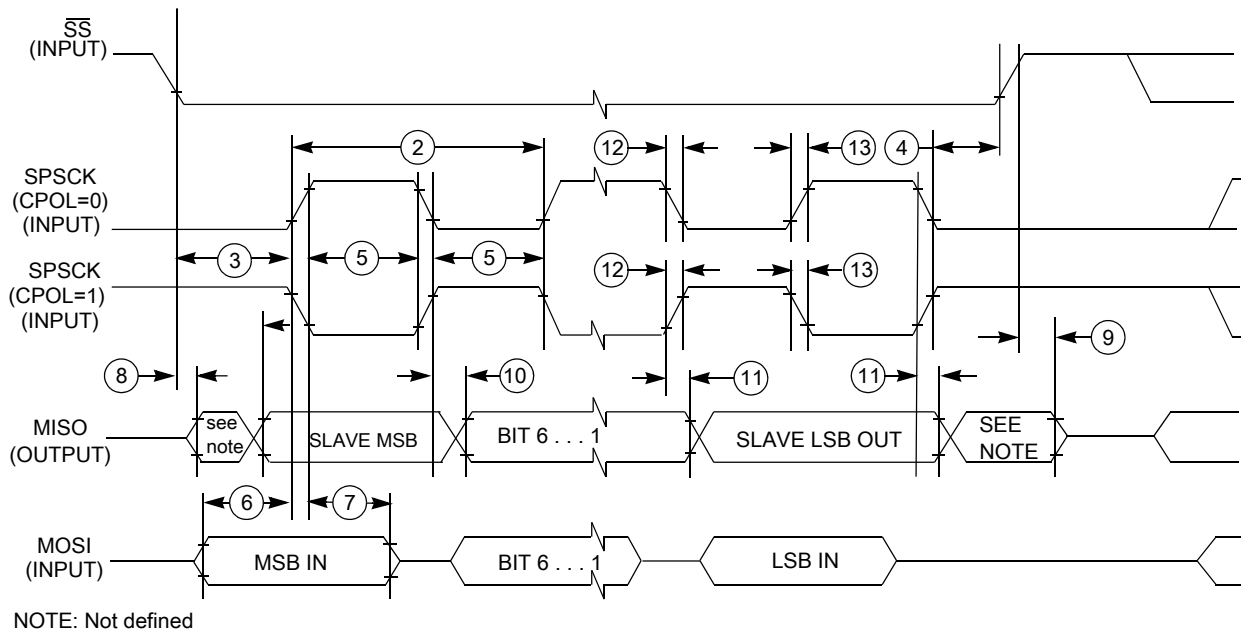 SS
(INPUT)
2
12
13
4
SPSCK
(CPOL=0)
(INPUT)
3
5
5
SPSCK
(CPOL=1)
(INPUT)
12
13
9
8
10
11
11
MISO
(OUTPUT)
see
note
SLAVE MSB
BIT 6 . . . 1
SLAVE LSB OUT
SEE
NOTE
6
7
MOSI
(INPUT)
MSB IN
BIT 6 . . . 1
LSB IN
NOTE: Not defined